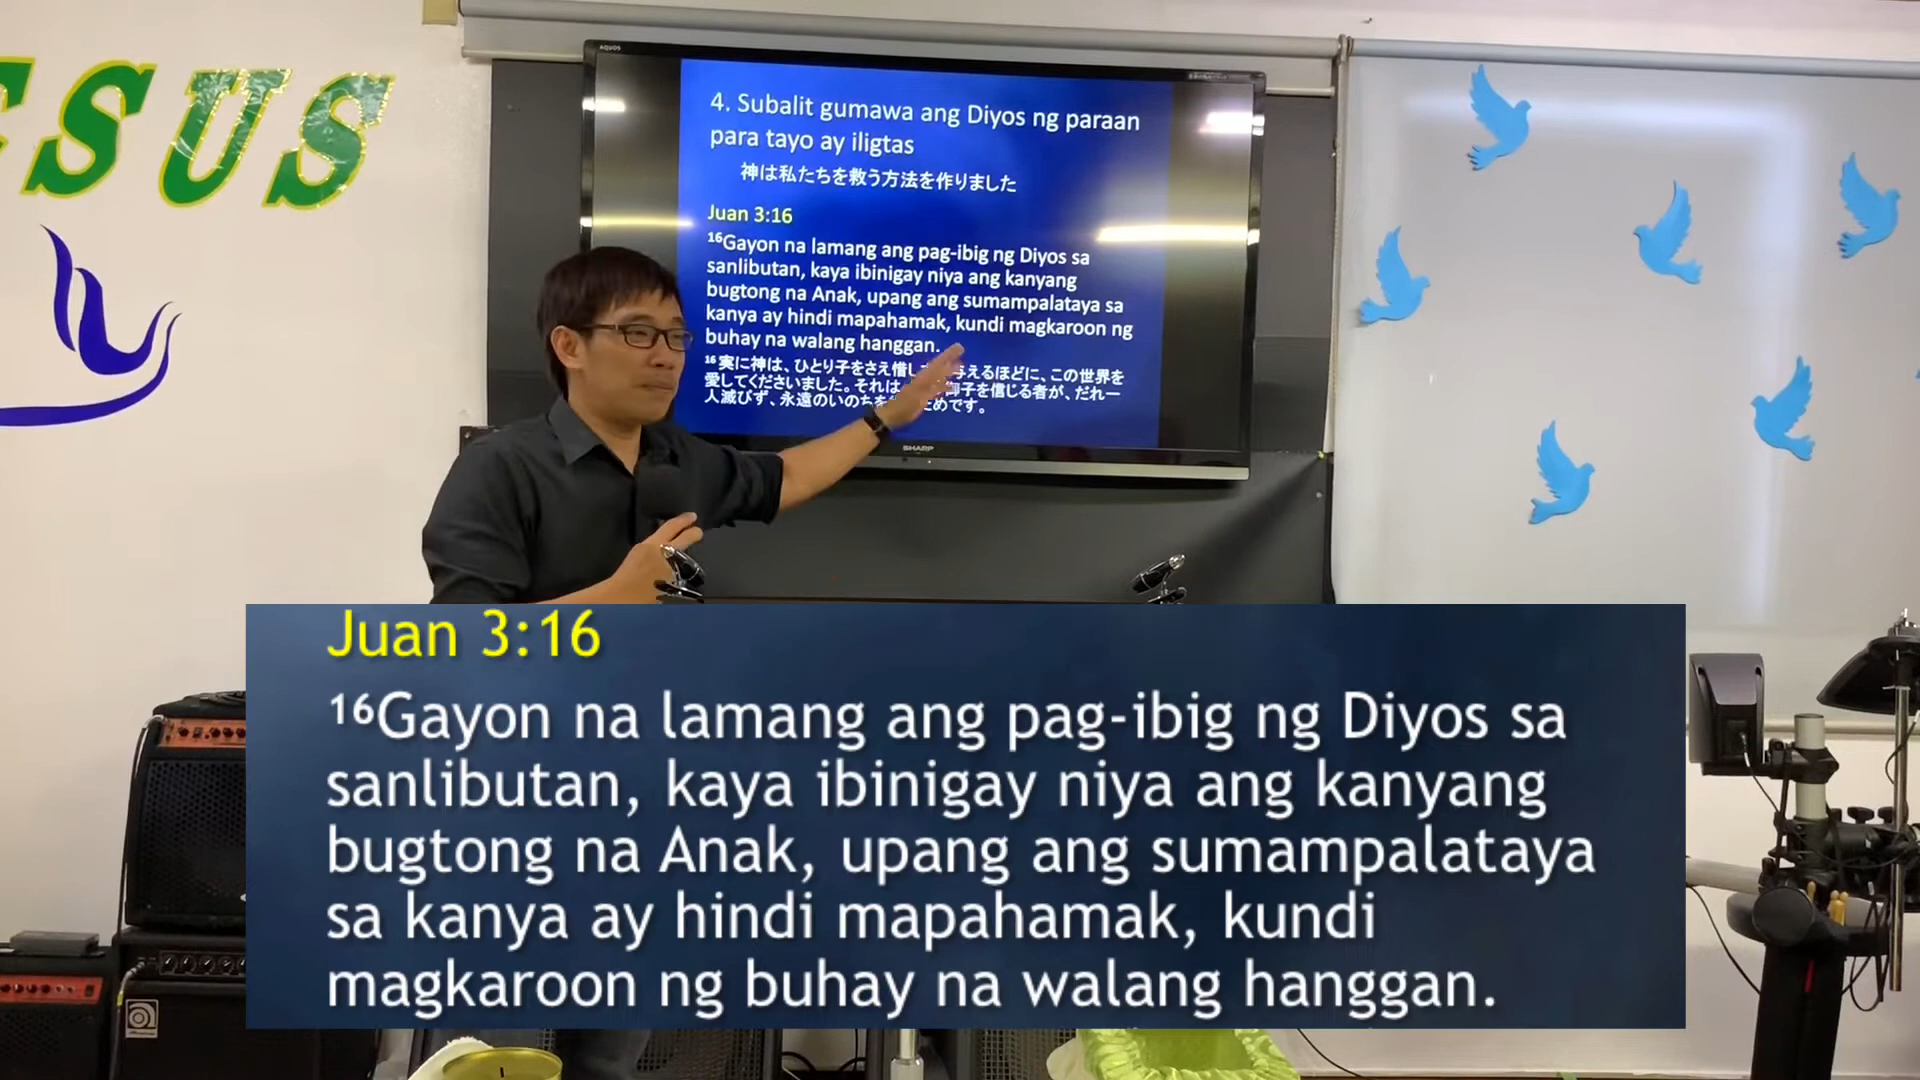 ESUS
AQUOS
4. Subalit gumawa ang Diyos ng paraan
para tayo ay iligtas
神は私たちを救う方法を作りました
Juan 3:16
16Gayon na lamang ang pag-ibig ng Diyos sa
sanlibutan, kaya ibinigay niya ang kanyang
bugtong na Anak, upang ang sumampalataya sa
kanya ay hindi mapahamak, kundi magkaroon ng
buhay na walang hanggan.
16 実に神は、ひとり子をさえ惜し 与えるほどに、この世界を
愛してくださいました。それは 御子を信じる者が、だれ一
人滅びず、永遠のいのちを ためです。
SHARP
Juan 3:16
16Gayon na lamang ang pag-ibig ng Diyos sa
sanlibutan, kaya ibinigay niya ang kanyang
bugtong na Anak, upang ang sumampalataya
sa kanya ay hindi mapahamak, kundi
magkaroon ng buhay na walang hanggan.